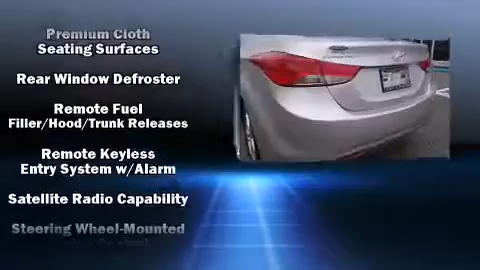 Premium Cloth
Seating Surfaces
Rear Window Defroster
Remote Fuel
Filler/Hood/Trunk Releases
Remote Keyless
Entry System w/Alarm
Satellite Radio Capability
Steering Wheel-Mounted